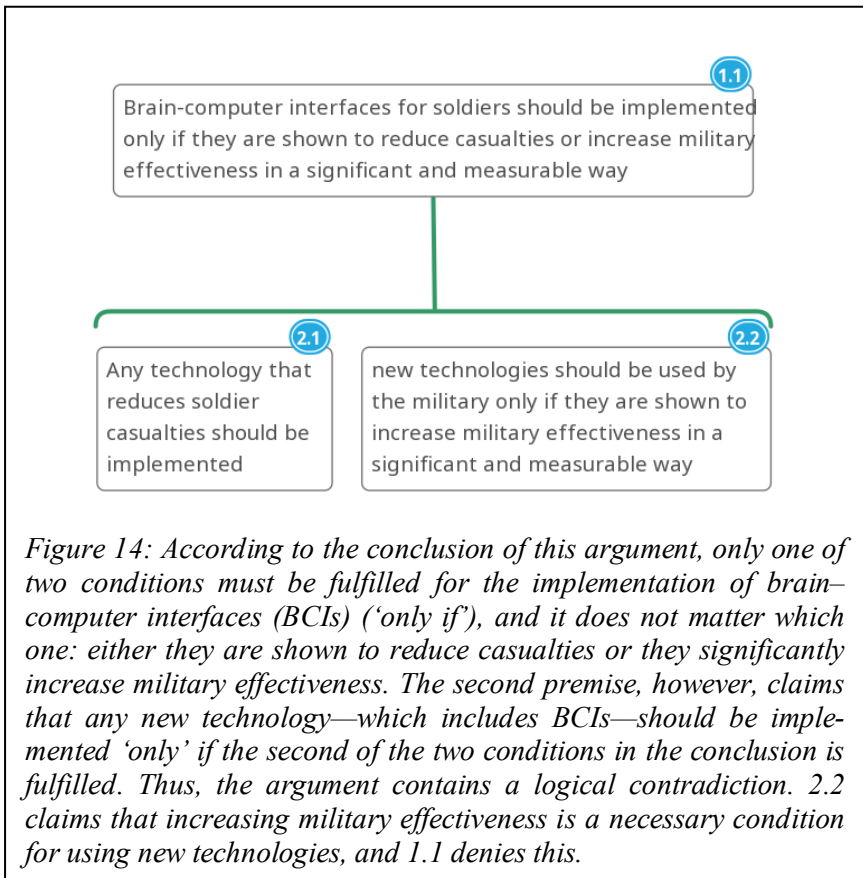 1.1
Brain-computer interfaces for soldiers should be implemented
only if they are shown to reduce casualties or increase military
effectiveness in a significant and measurable way
2.1
Any technology that
reduces soldier
casualties should be
implemented
2.2
new technologies should be used by
the military only if they are shown to
increase military effectiveness in a
significant and measurable way
Figure 14: According to the conclusion of this argument, only one of
two conditions must be fulfilled for the implementation of brain–
computer interfaces (BCIs) (‘only if’), and it does not matter which
one: either they are shown to reduce casualties or they significantly
increase military effectiveness. The second premise, however, claims
that any new technology—which includes BCIs—should be imple-
mented ‘only’ if the second of the two conditions in the conclusion is
fulfilled. Thus, the argument contains a logical contradiction. 2.2
claims that increasing military effectiveness is a necessary condition
for using new technologies, and 1.1 denies this.